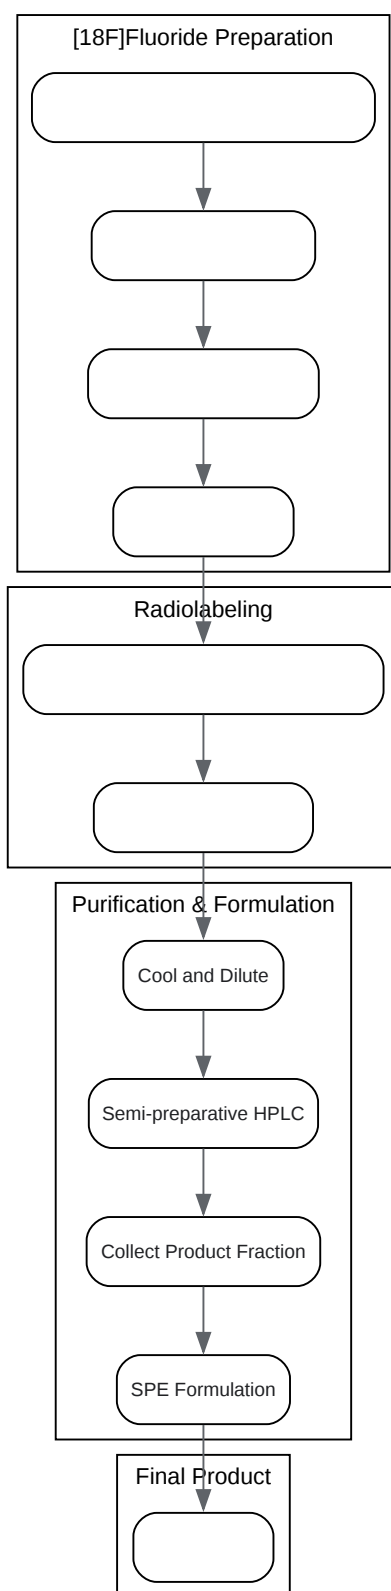 [18F]Fluoride Preparation
Radiolabeling
Purification & Formulation
Cool and Dilute
Semi-preparative HPLC
Collect Product Fraction
SPE Formulation
Final Product